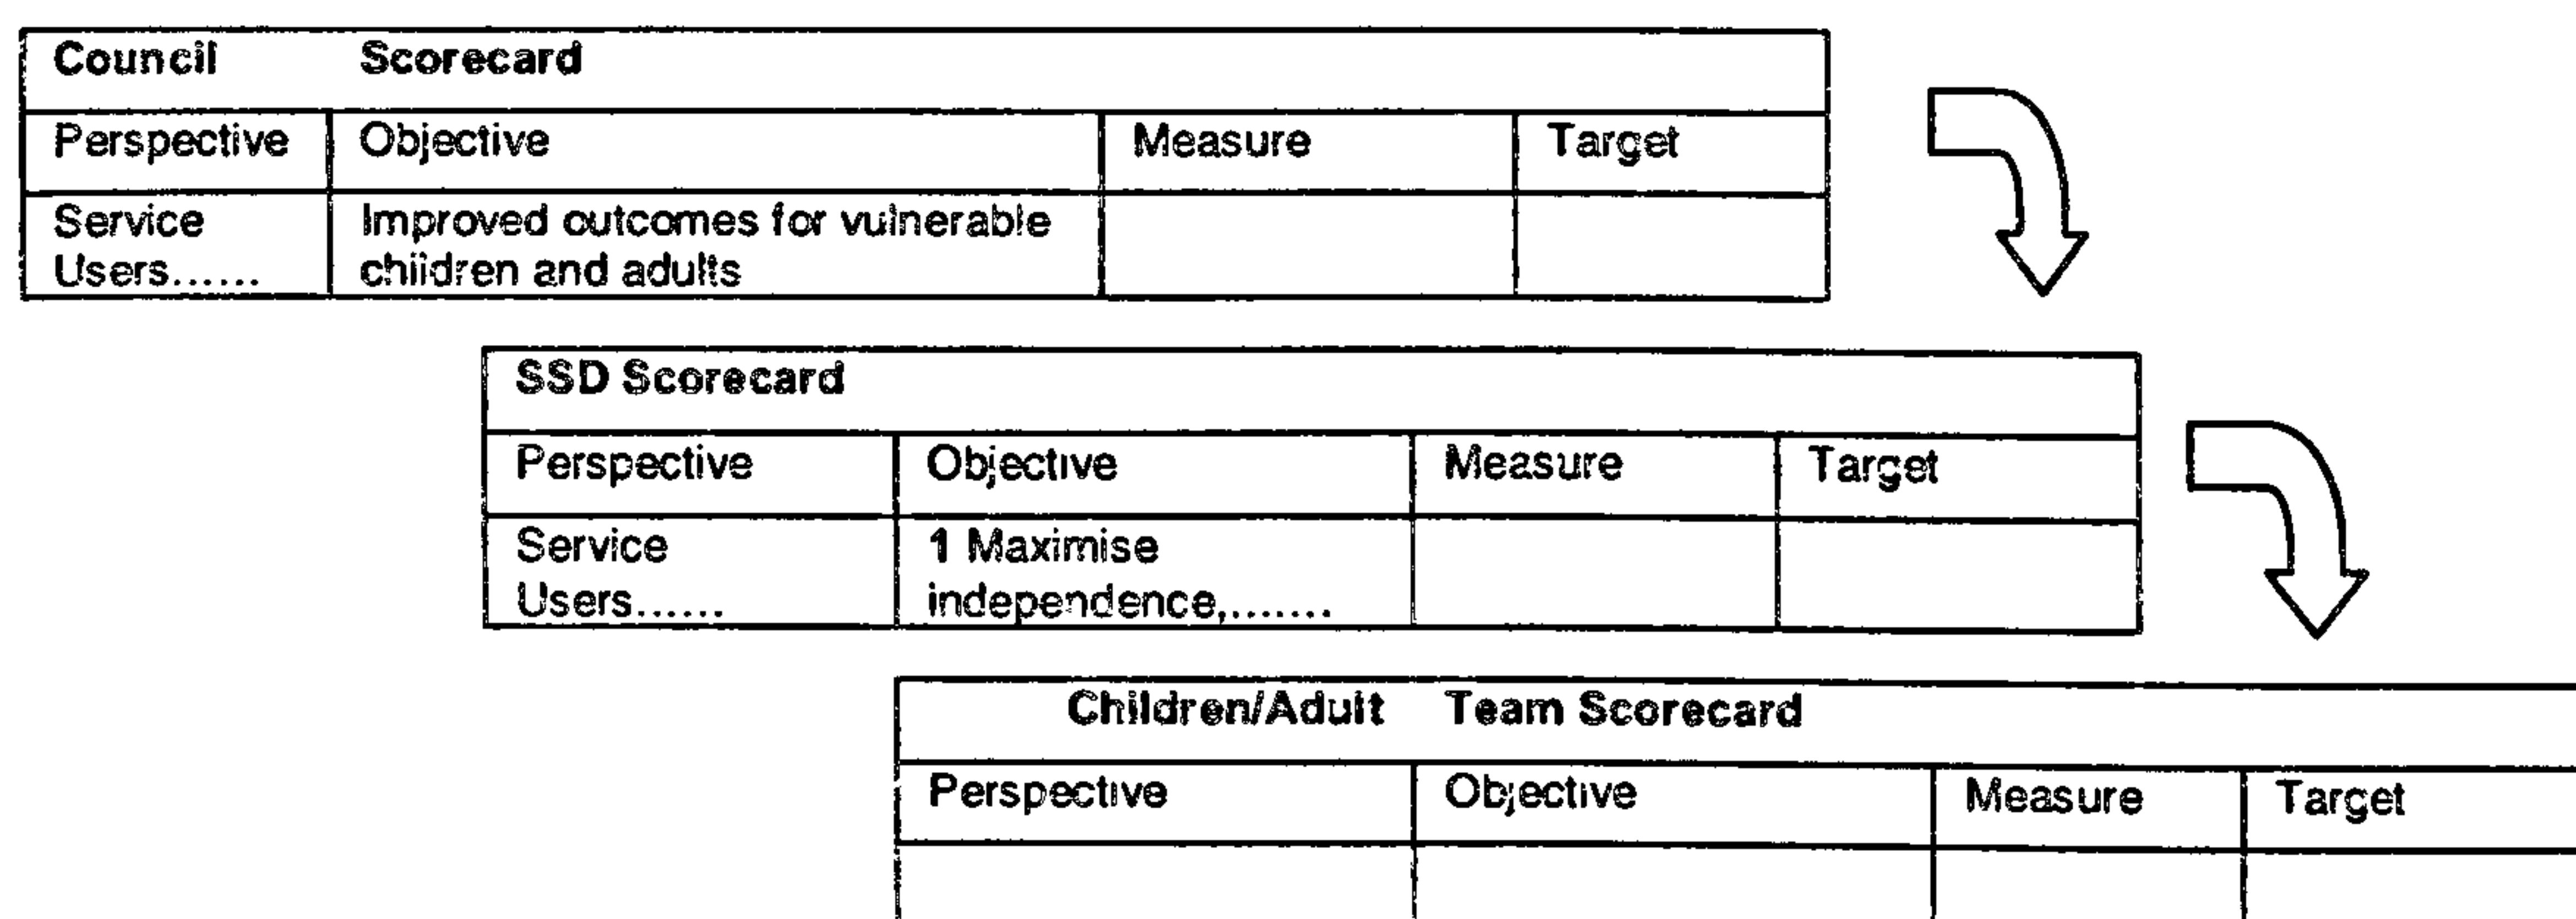 Council Scorecard
Perspective Objective Measure Target
Service Improved outcomes for vulnerable
Users...... children and adults
SSD Scorecard
Perspective Objective Measure Target
Service 1 Maximise
Users...... independence,.......
Children/Adult Team Scorecard
Perspective Objective Measure Target